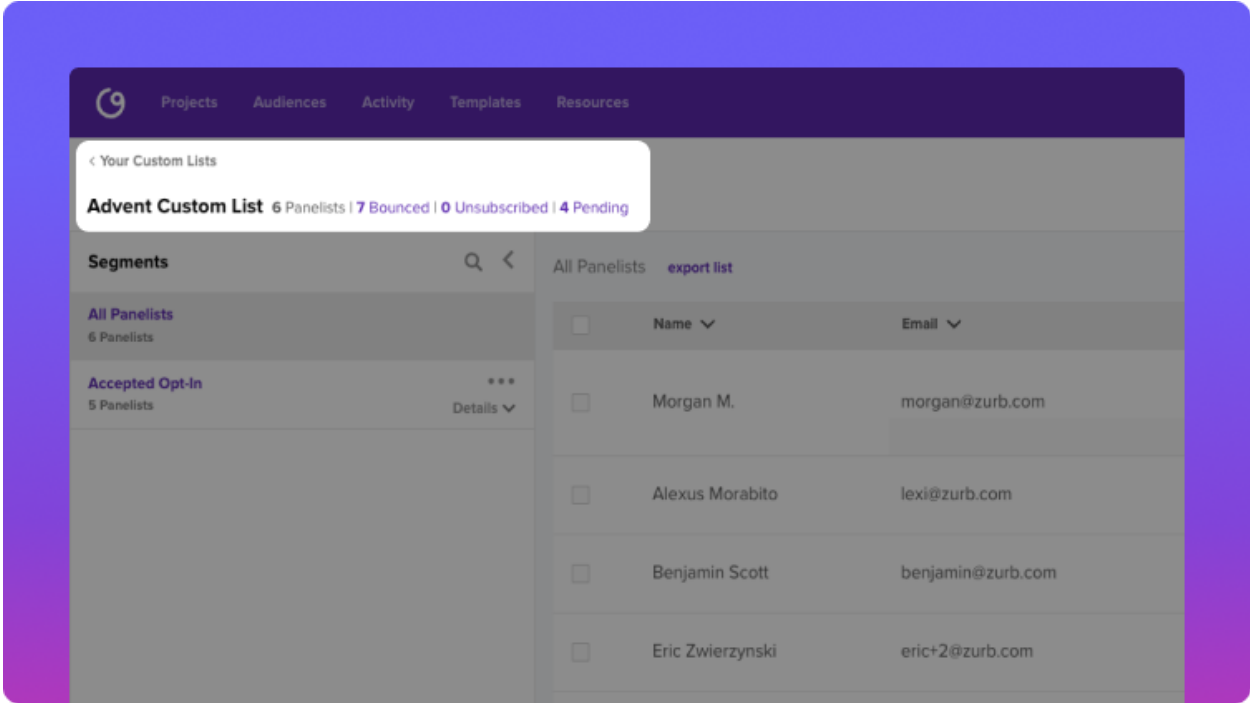 Projects Audiences Activity Templates Resources
< Your Custom Lists
Advent Custom List 6 Panelists | 7 Bounced | 0 Unsubscribed | 4 Pending
Segments
All Panelists
6 Panelists
Accepted Opt-In
5 Panelists
Details
All Panelists export list
Name Email
Morgan M. morgan@zurb.com
Alexus Morabito lexi@zurb.com
Benjamin Scott benjamin@zurb.com
Eric Zwierzynski eric+2@zurb.com